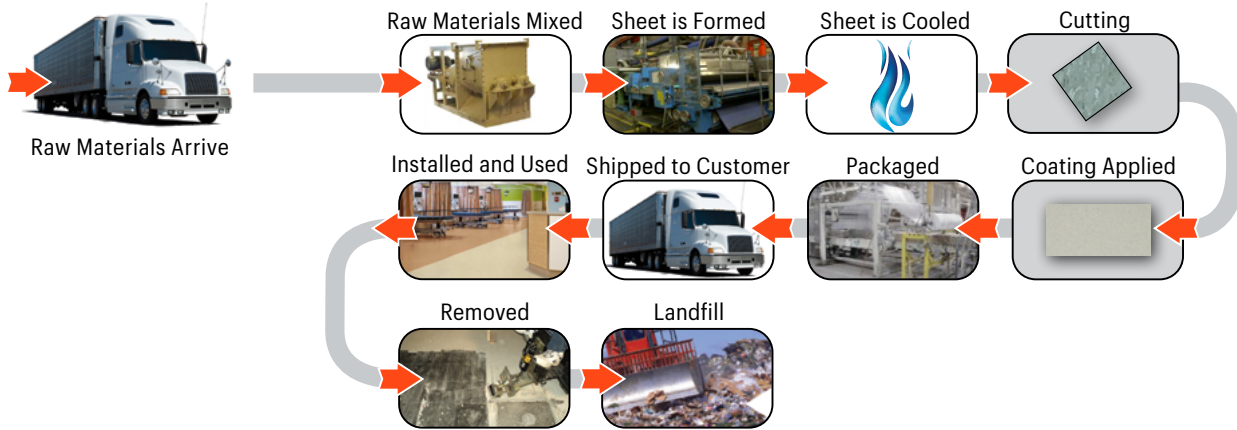 Raw Materials Arrive
Raw Materials Mixed
Sheet is Formed
Sheet is Cooled
Cutting
Coating Applied
Packaged
Shipped to Customer
Installed and Used
Removed
Landfill